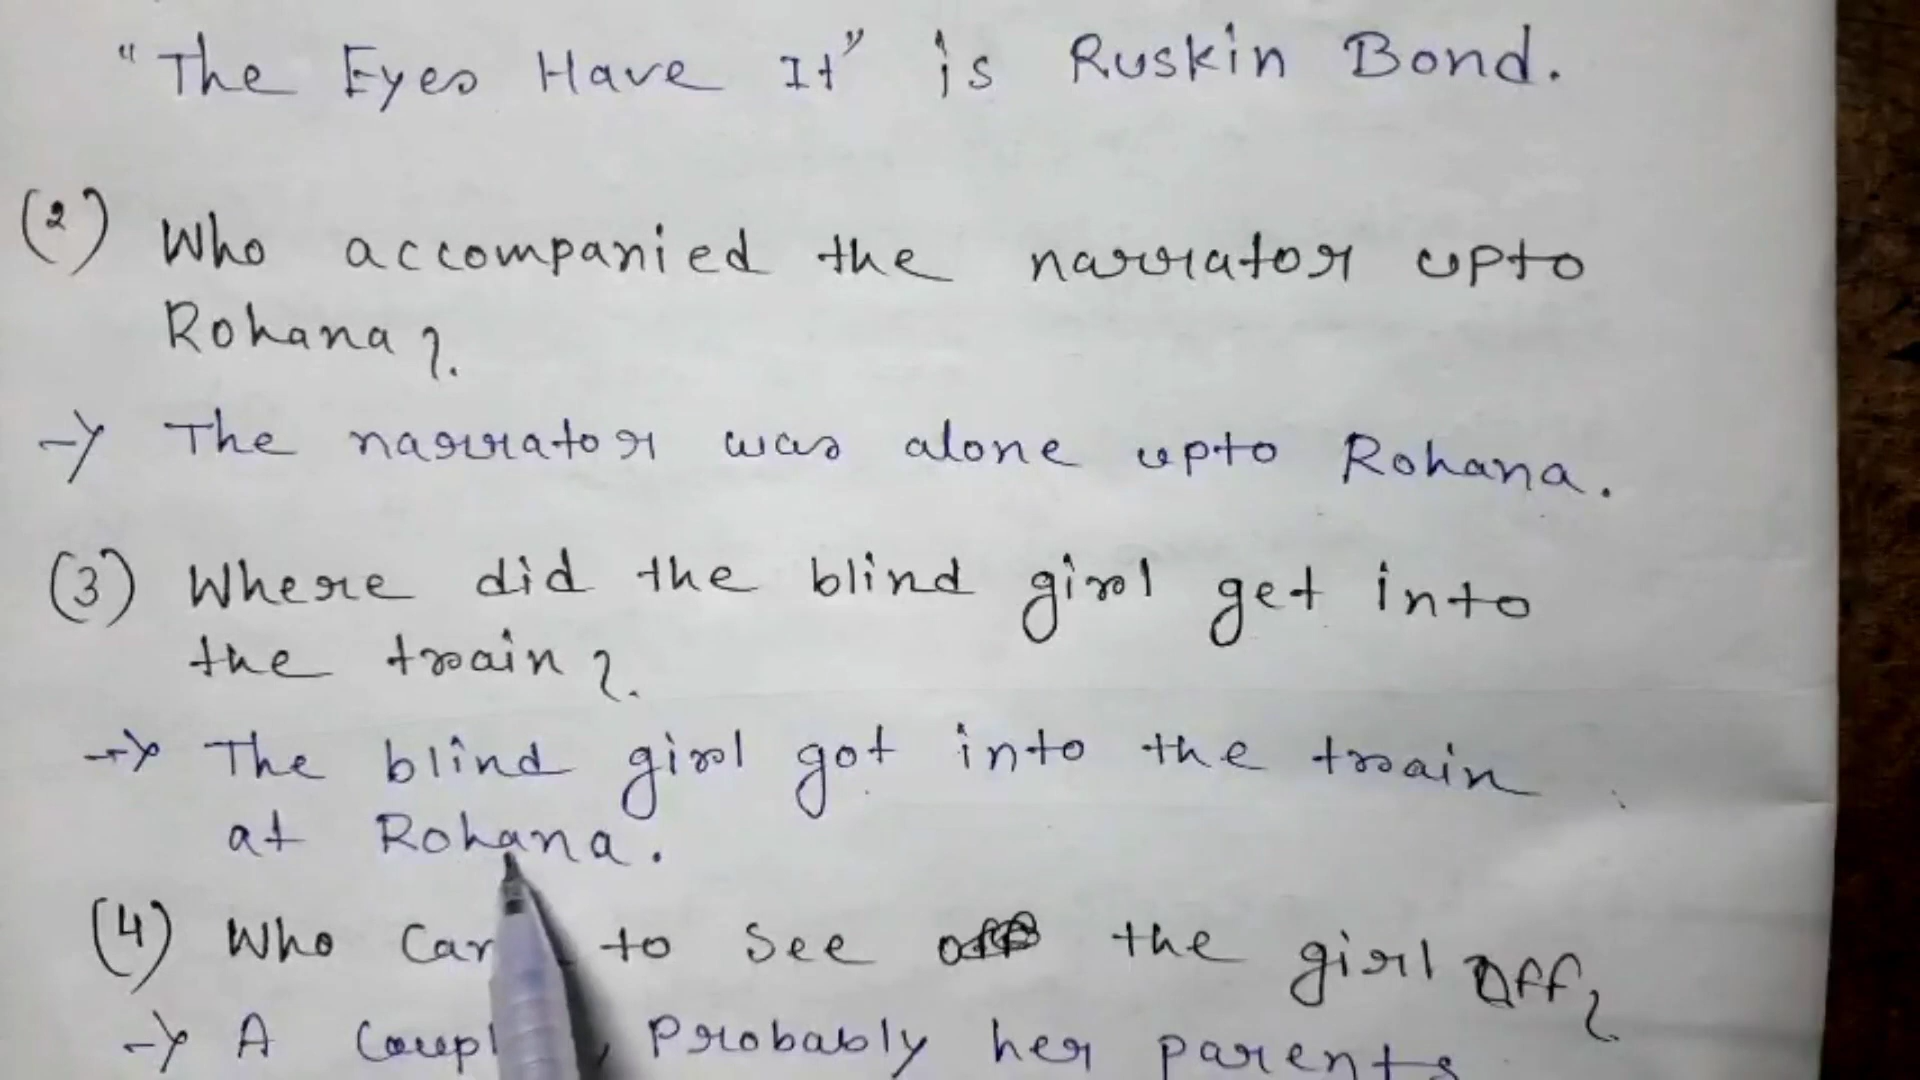 "The Eyes Have It" is Ruskin Bond.
(2) Who accompanied the narrator upto
Rohana?
→ The narrator was alone upto Rohana.
(3) Where did the blind girl get into
the train?
→ The blind girl got into the train
at Rohana.
(4) Who to see the girl off?
→ A , Probably her parents